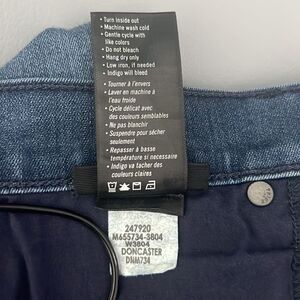 • Turn inside out
• Machine wash cold
• Gentle cycle with
like colors
• Do not bleach
• Hang dry only
• Low iron, if needed
• Indigo will bleed
• Tourner à l'envers
• Laver en machine à
l'eau froide
• Cycle délicat avec
des couleurs semblables
• Ne pas blanchir
• Suspendre pour sécher
seulement
• Repasser à basse
température si nécessaire
• Indigo va tacher des
couleurs claires
247920
M655734-3804
W3804
DONCASTER
DNM734